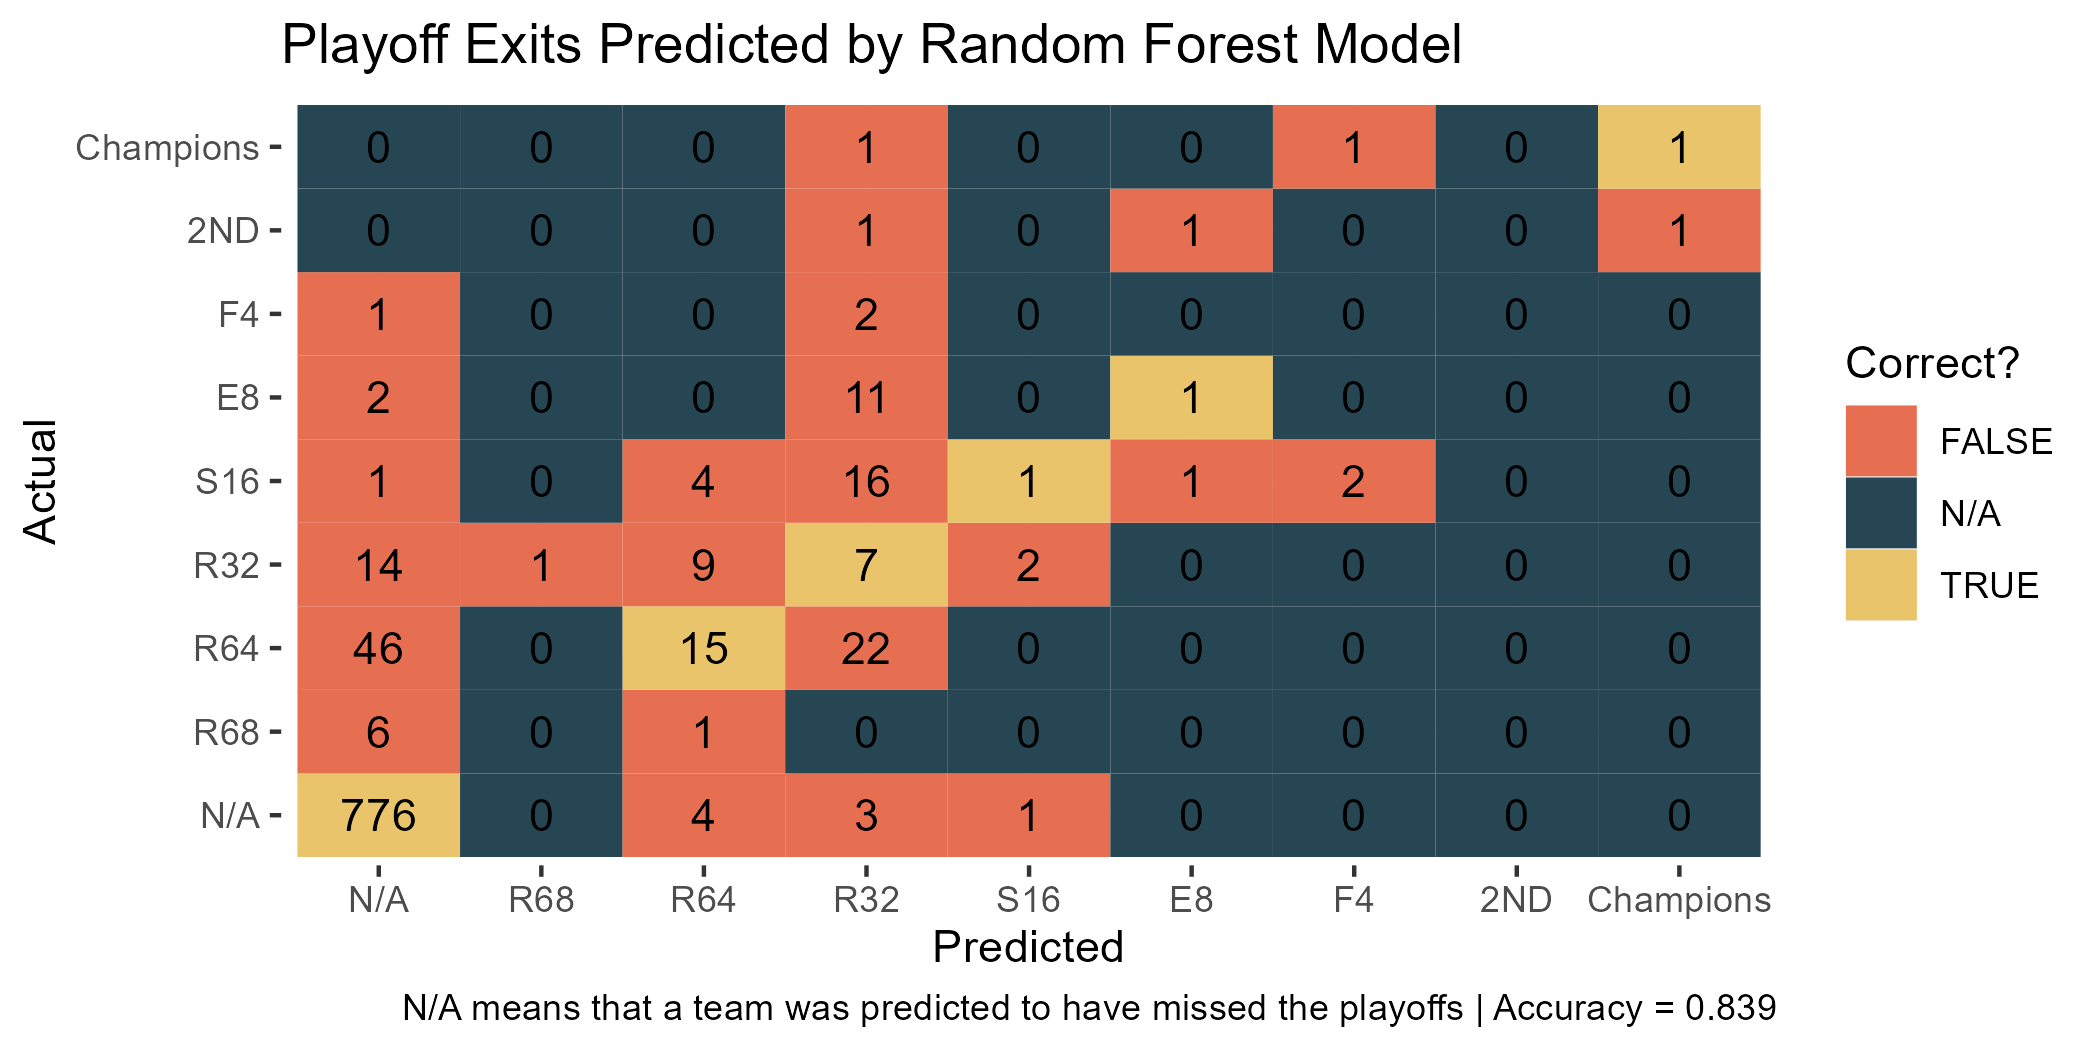 Playoff Exits Predicted by Random Forest Model
Actual
Champions 0 0 0 1 0 0 1 0 1
2ND 0 0 0 1 0 1 0 0 1
F4 1 0 0 2 0 0 0 0 0
E8 2 0 0 11 0 1 0 0 0
S16 1 0 4 16 1 1 2 0 0
R32 14 1 9 7 2 0 0 0 0
R64 46 0 15 22 0 0 0 0 0
R68 6 0 1 0 0 0 0 0 0
N/A 776 0 4 3 1 0 0 0 0
N/A R68 R64 R32 S16 E8 F4 2ND Champions
Predicted
Correct?
FALSE
N/A
TRUE
N/A means that a team was predicted to have missed the playoffs | Accuracy = 0.839